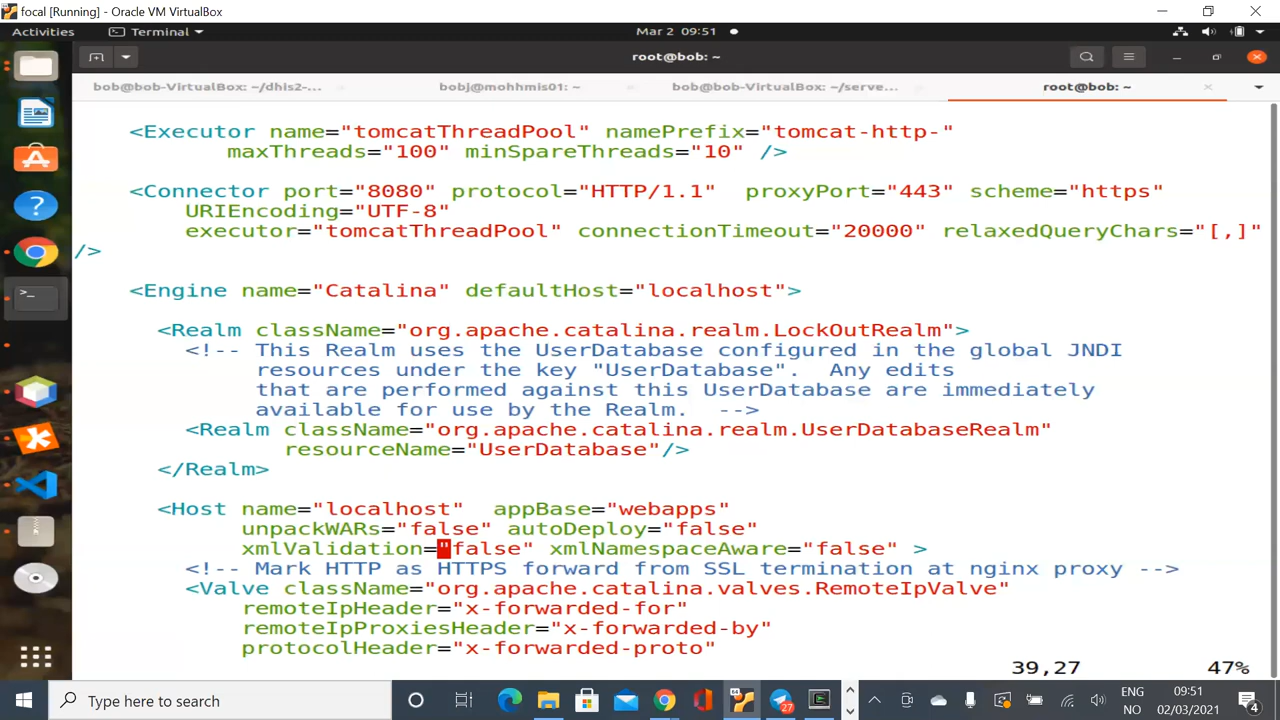 focal [Running] - Oracle VM VirtualBox
Activities Terminal Mar 2 09:51
root@bob: ~
bob@bob-VirtualBox: ~/dhis2-... bobj@mohhmis01: ~ bob@bob-VirtualBox: ~/serve... root@bob: ~
<Executor name="tomcatThreadPool" namePrefix="tomcat-http-"
maxThreads="100" minSpareThreads="10" />
<Connector port="8080" protocol="HTTP/1.1" proxyPort="443" scheme="https"
URIEncoding="UTF-8"
executor="tomcatThreadPool" connectionTimeout="20000" relaxedQueryChars="[,]"
/>
<Engine name="Catalina" defaultHost="localhost">
<Realm className="org.apache.catalina.realm.LockOutRealm">
<!-- This Realm uses the UserDatabase configured in the global JNDI
resources under the key "UserDatabase". Any edits
that are performed against this UserDatabase are immediately
available for use by the Realm. -->
<Realm className="org.apache.catalina.realm.UserDatabaseRealm"
resourceName="UserDatabase"/>
</Realm>
<Host name="localhost" appBase="webapps"
unpackWARs="false" autoDeploy="false"
xmlValidation="false" xmlNamespaceAware="false" >
<!-- Mark HTTP as HTTPS forward from SSL termination at nginx proxy -->
<Valve className="org.apache.catalina.valves.RemoteIpValve"
remoteIpHeader="x-forwarded-for"
remoteIpProxiesHeader="x-forwarded-by"
protocolHeader="x-forwarded-proto"
39,27 47%
Type here to search
27
ENG
NO
09:51
02/03/2021
4